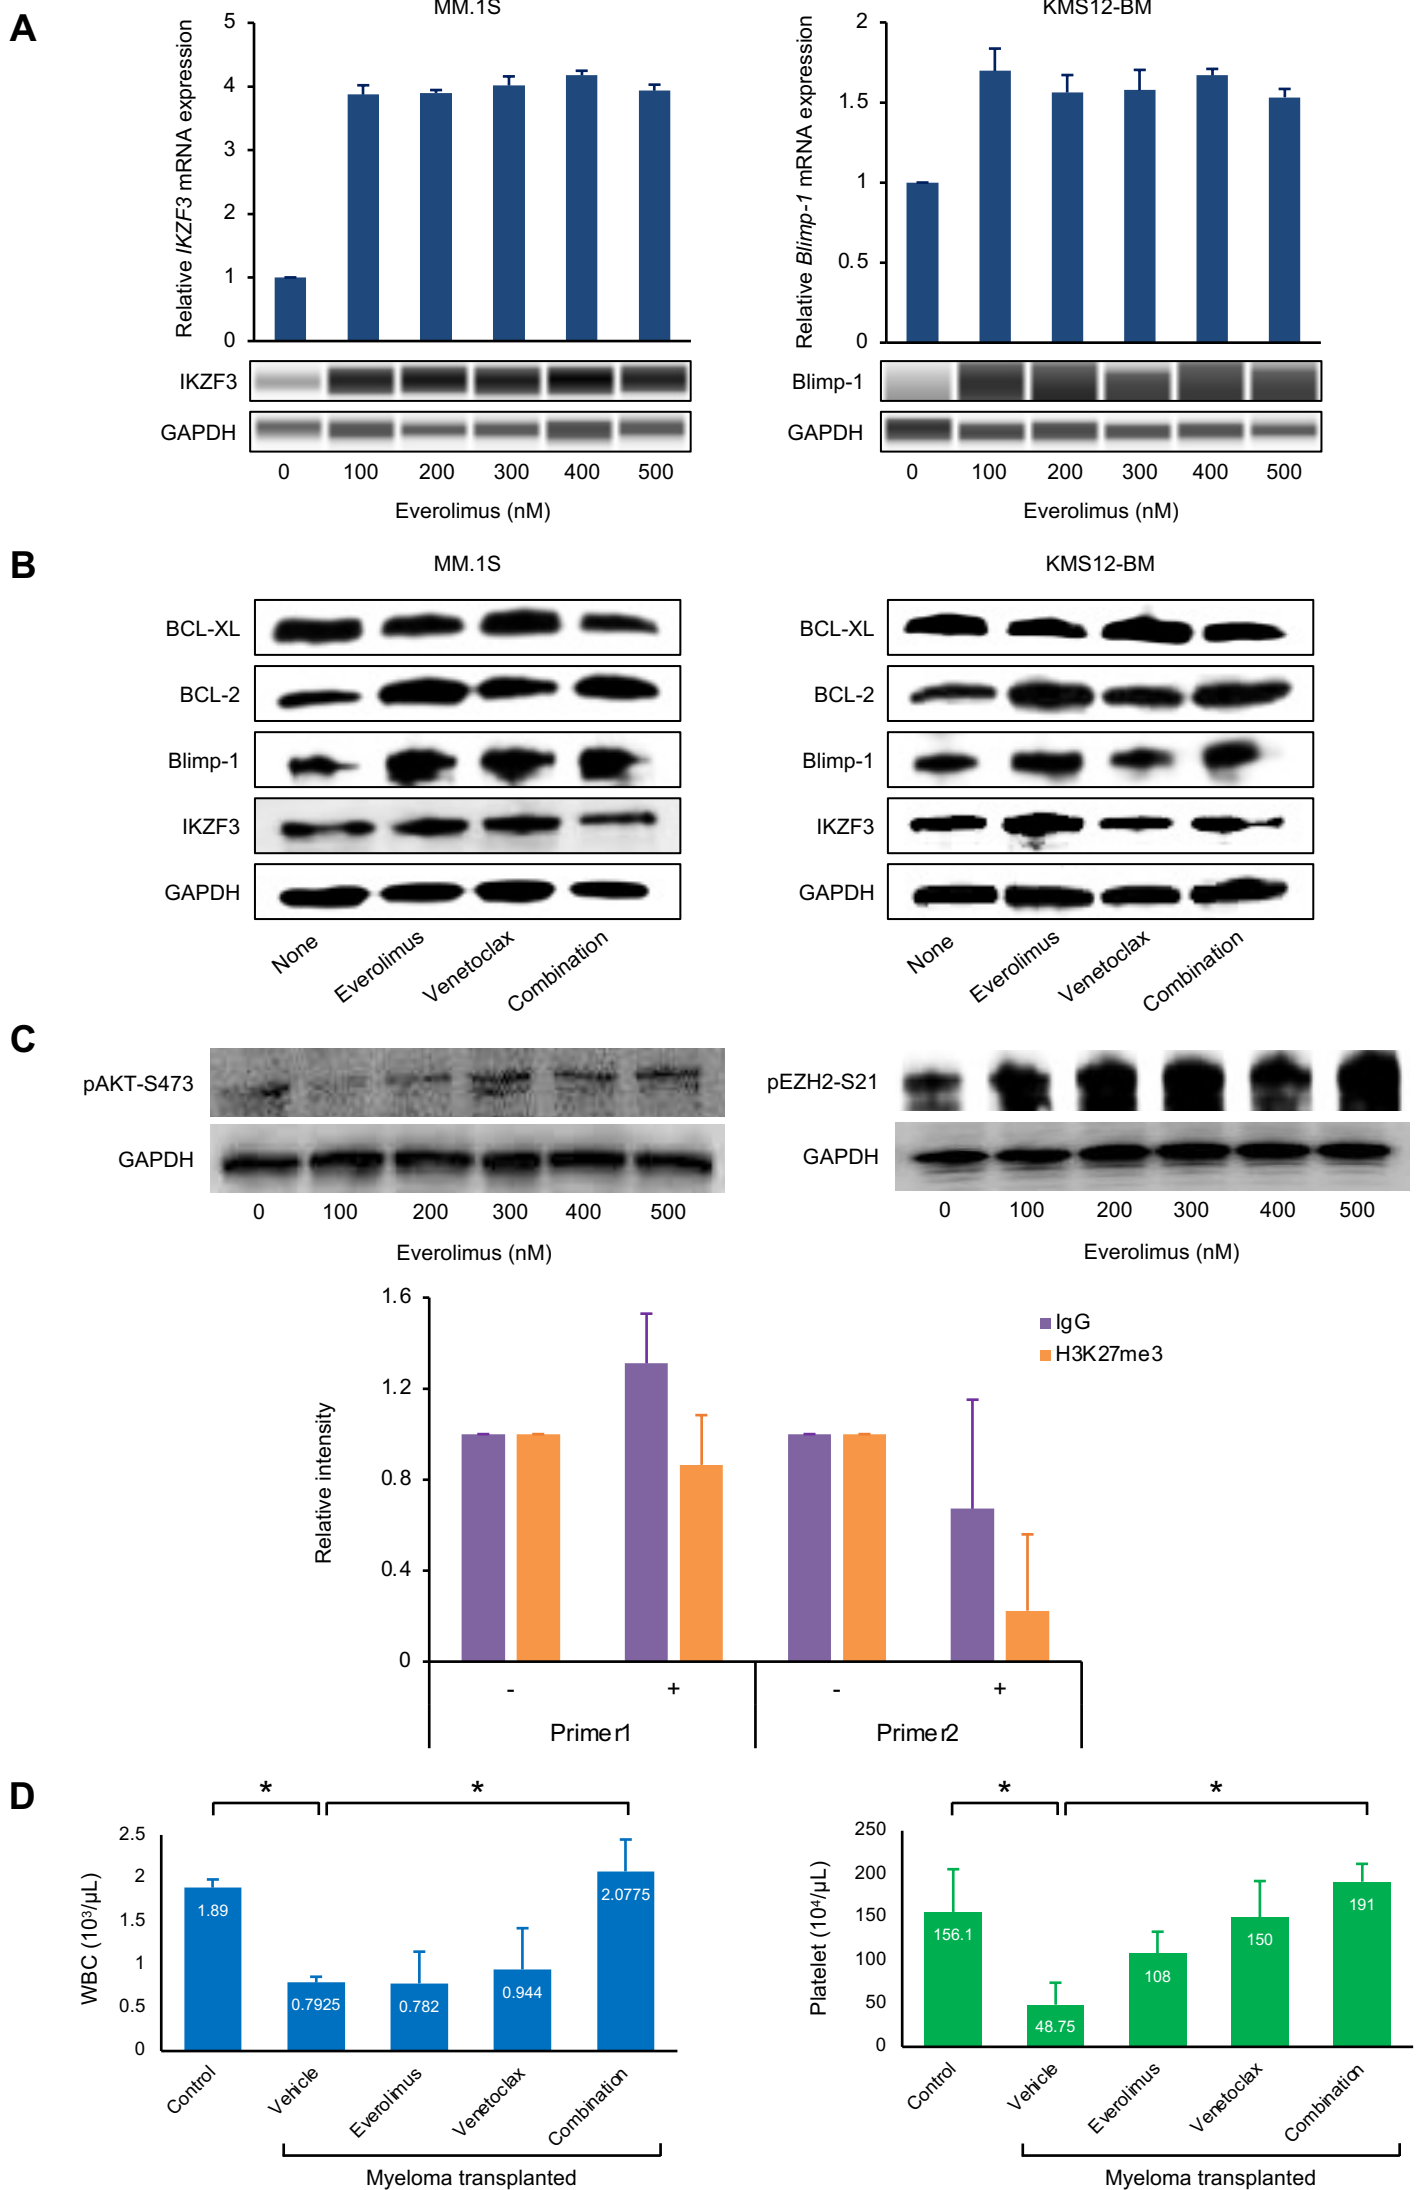 A
MM.1S
KMS12-BM
Relative IKZF3 mRNA expression
5
4
3
2
1
0
Relative Blimp-1 mRNA expression
2
1.5
1
0.5
0
IKZF3
GAPDH
0 100 200 300 400 500
Everolimus (nM)
Blimp-1
GAPDH
0 100 200 300 400 500
Everolimus (nM)
B
MM.1S
KMS12-BM
BCL-XL
BCL-2
Blimp-1
IKZF3
GAPDH
None
Everolimus
Venetoclax
Combination
BCL-XL
BCL-2
Blimp-1
IKZF3
GAPDH
None
Everolimus
Venetoclax
Combination
C
pAKT-S473
GAPDH
0 100 200 300 400 500
Everolimus (nM)
pEZH2-S21
GAPDH
0 100 200 300 400 500
Everolimus (nM)
Relative intensity
1.6
1.2
0.8
0.4
0
IgG
H3K27me3
- + - +
Primer1 Primer2
D
* *
WBC (10³/µL)
2.5
2
1.5
1
0.5
0
1.89
0.7925
0.782
0.944
2.0775
Control
Vehicle
Everolimus
Venetoclax
Combination
Myeloma transplanted
* *
Platelet (10⁴/µL)
250
200
150
100
50
0
156.1
48.75
108
150
191
Control
Vehicle
Everolimus
Venetoclax
Combination
Myeloma transplanted